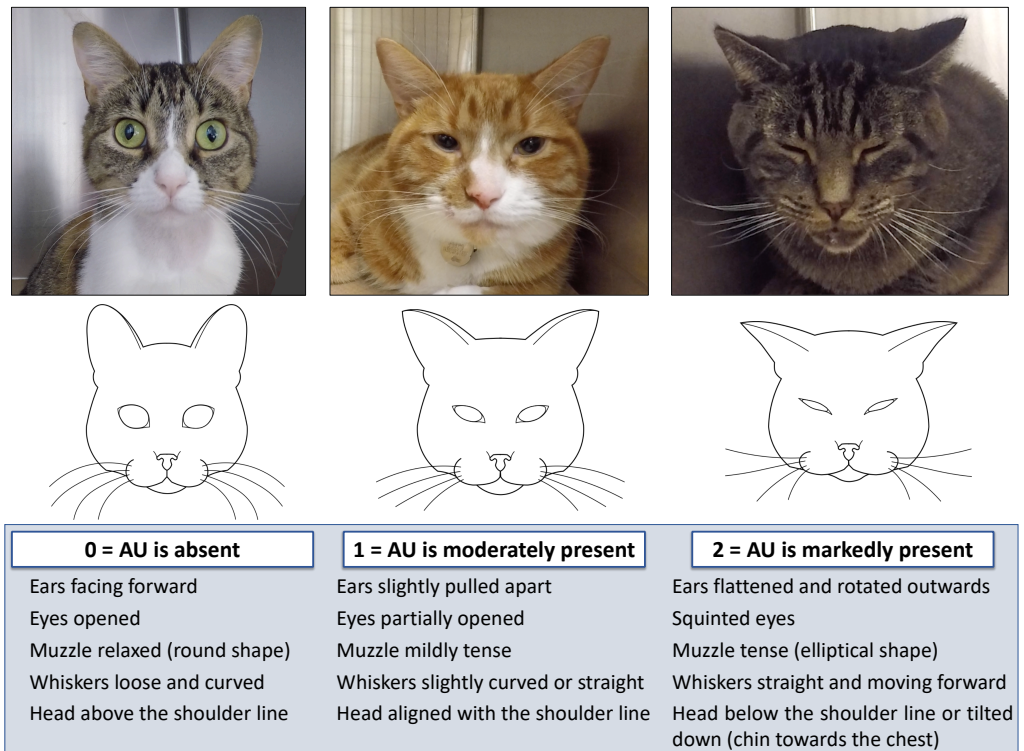 0 = AU is absent
Ears facing forward
Eyes opened
Muzzle relaxed (round shape)
Whiskers loose and curved
Head above the shoulder line
1 = AU is moderately present
Ears slightly pulled apart
Eyes partially opened
Muzzle mildly tense
Whiskers slightly curved or straight
Head aligned with the shoulder line
2 = AU is markedly present
Ears flattened and rotated outwards
Squinted eyes
Muzzle tense (elliptical shape)
Whiskers straight and moving forward
Head below the shoulder line or tilted
down (chin towards the chest)